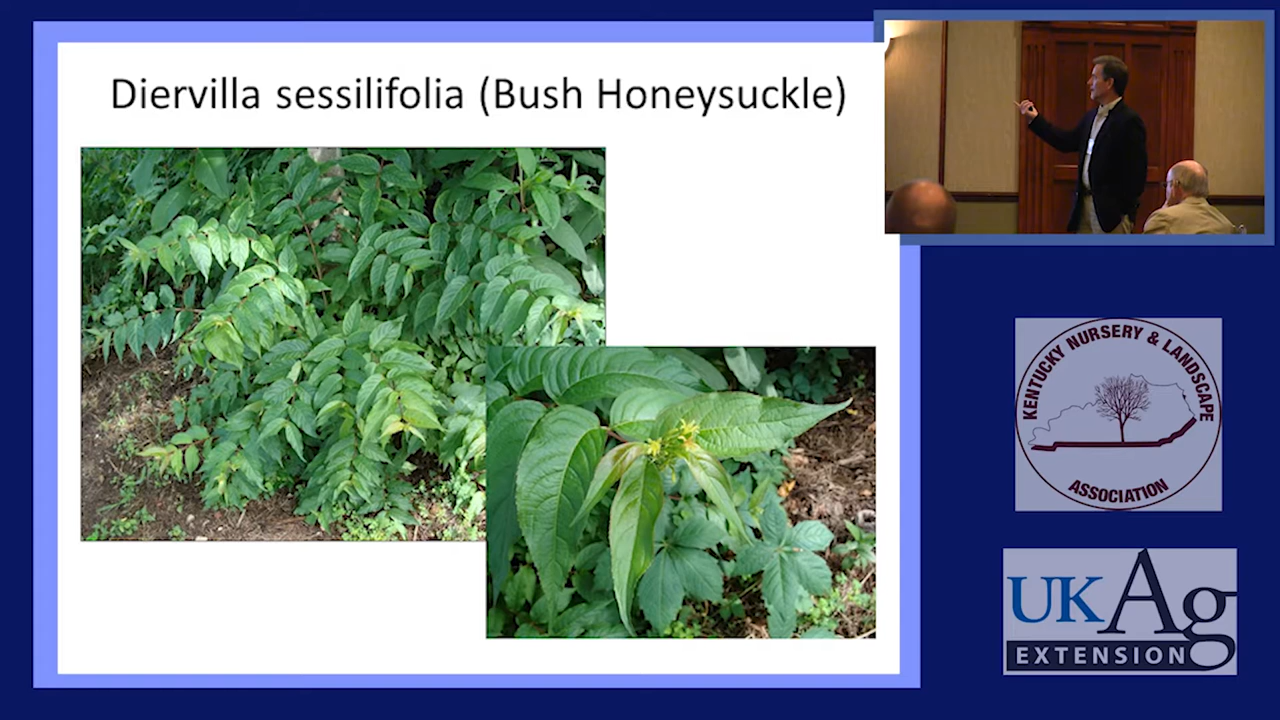 Diervilla sessilifolia (Bush Honeysuckle)
KENTUCKY NURSERY & LANDSCAPE
ASSOCIATION
UKAg
EXTENSION